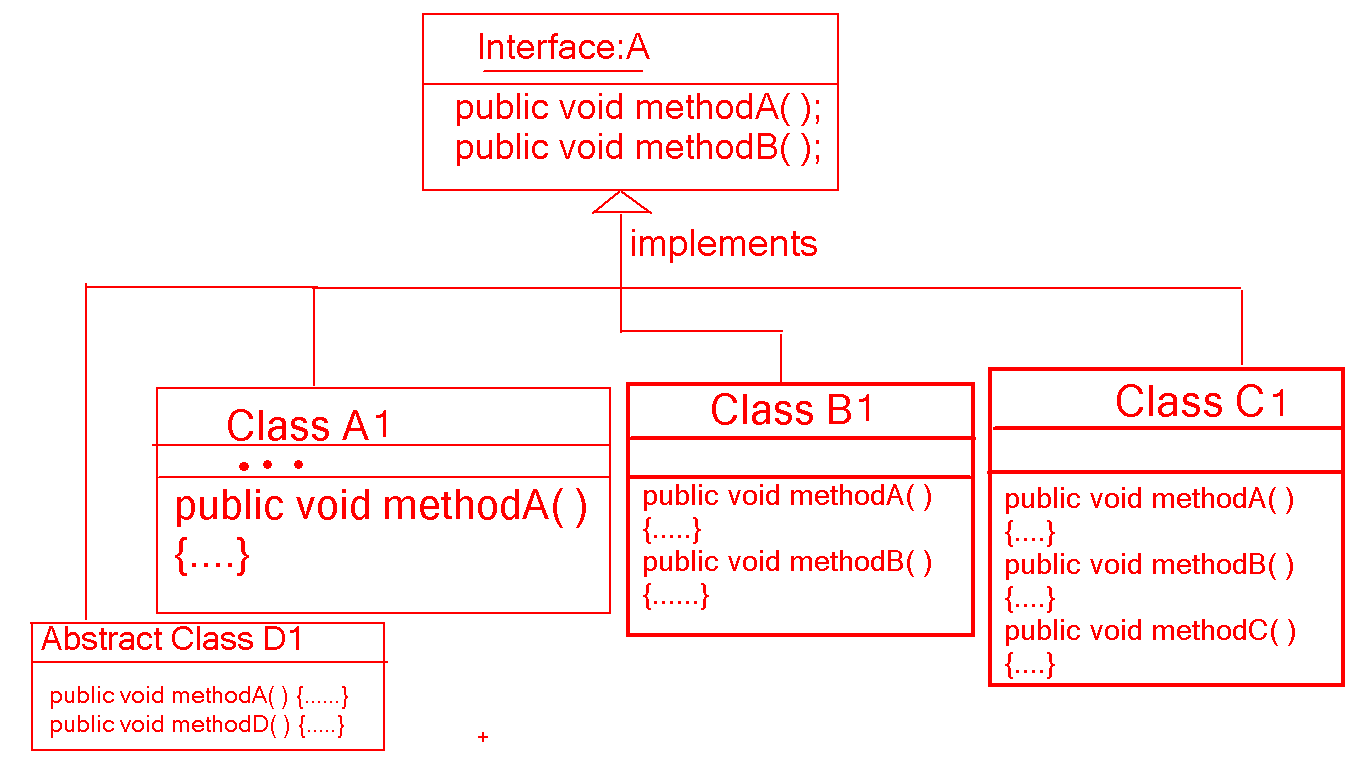 Interface:A
public void methodA( );
public void methodB( );
implements
Class A1
• • •
public void methodA( )
{....}
Class B1
public void methodA( )
{.....}
public void methodB( )
{......}
Class C1
public void methodA( )
{....}
public void methodB( )
{....}
public void methodC( )
{....}
Abstract Class D1
public void methodA( ) {......}
public void methodD( ) {.....}
+